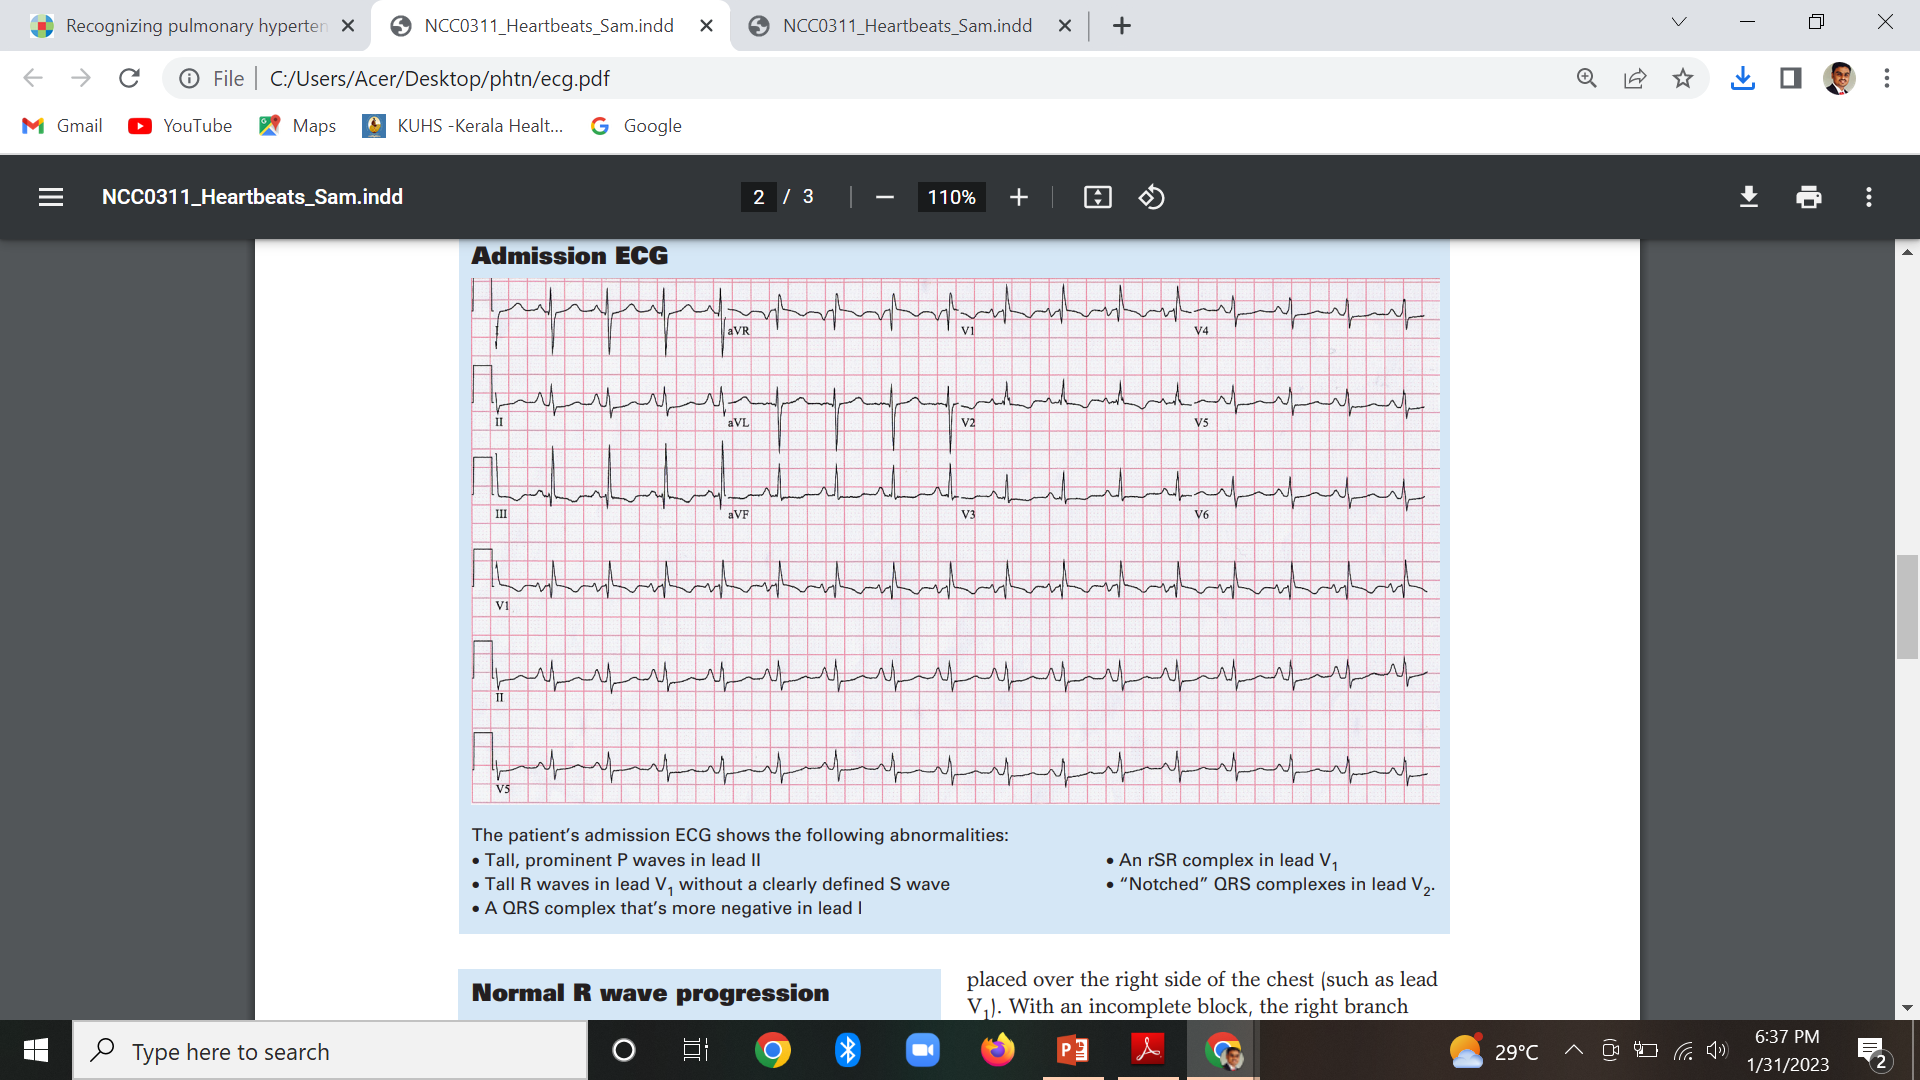 Recognizing pulmonary hyperten
NCC0311_Heartbeats_Sam.indd
NCC0311_Heartbeats_Sam.indd
File
C:/Users/Acer/Desktop/phtn/ecg.pdf
Gmail
YouTube
Maps
KUHS -Kerala Healt...
Google
NCC0311_Heartbeats_Sam.indd
2 / 3
110%
Admission ECG
I aVR V1 V4
II aVL V2 V5
III aVF V3 V6
V1
II
V5
The patient's admission ECG shows the following abnormalities:
• Tall, prominent P waves in lead II
• Tall R waves in lead V1 without a clearly defined S wave
• A QRS complex that's more negative in lead I
• An rSR complex in lead V1
• “Notched” QRS complexes in lead V2.
Normal R wave progression
placed over the right side of the chest (such as lead
V1). With an incomplete block, the right branch
Type here to search
29°C
6:37 PM
1/31/2023
2